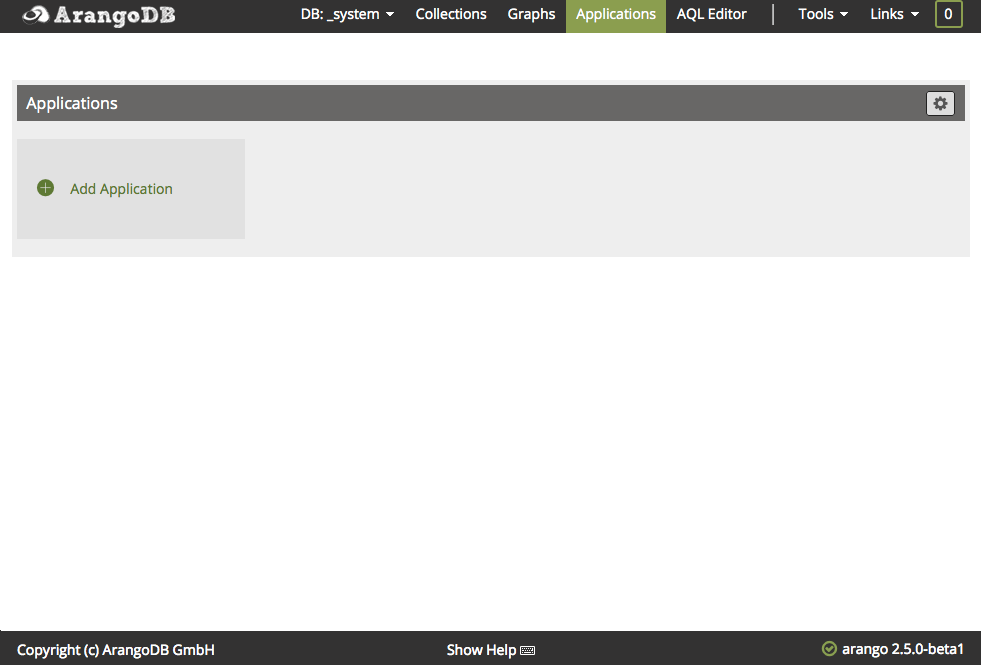 ArangoDB DB: _system Collections Graphs Applications AQL Editor Tools Links 0
Applications
Add Application
Copyright (c) ArangoDB GmbH Show Help arango 2.5.0-beta1